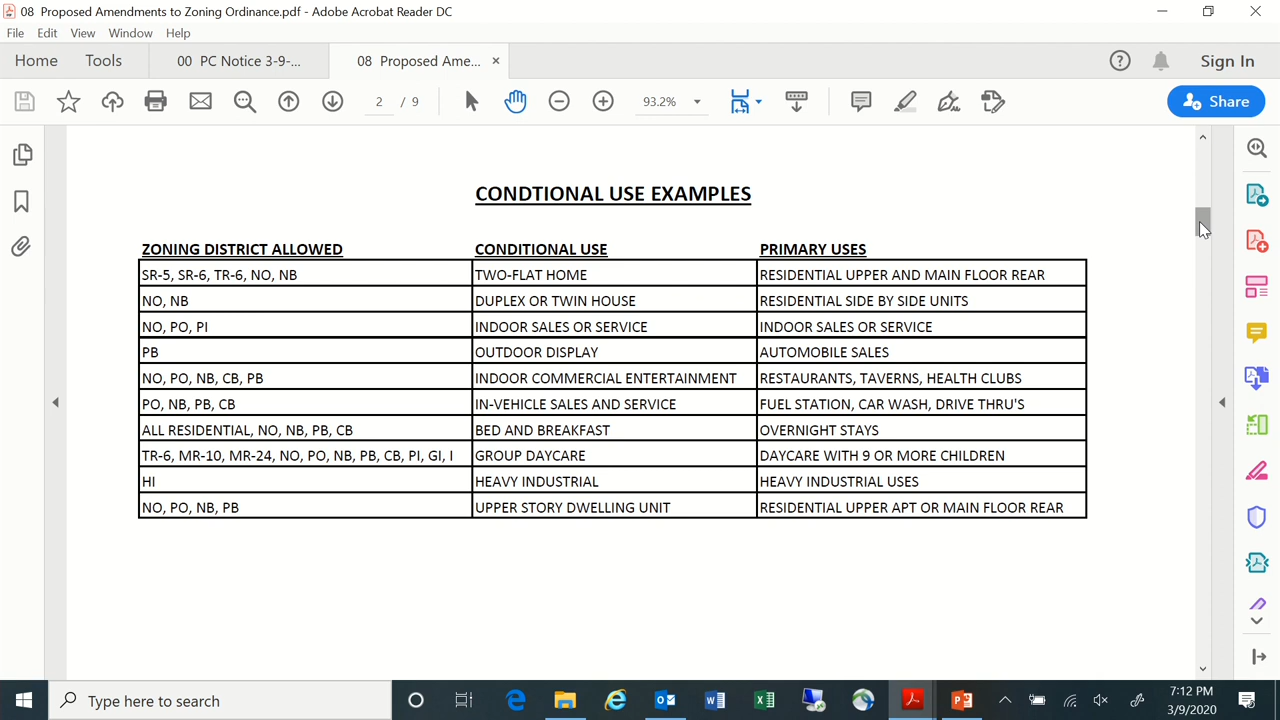 08 Proposed Amendments to Zoning Ordinance.pdf - Adobe Acrobat Reader DC
File Edit View Window Help
Home Tools 00 PC Notice 3-9-... 08 Proposed Ame... × Sign In
2 / 9 93.2% Share
CONDTIONAL USE EXAMPLES
ZONING DISTRICT ALLOWED CONDITIONAL USE PRIMARY USES
SR-5, SR-6, TR-6, NO, NB TWO-FLAT HOME RESIDENTIAL UPPER AND MAIN FLOOR REAR
NO, NB DUPLEX OR TWIN HOUSE RESIDENTIAL SIDE BY SIDE UNITS
NO, PO, PI INDOOR SALES OR SERVICE INDOOR SALES OR SERVICE
PB OUTDOOR DISPLAY AUTOMOBILE SALES
NO, PO, NB, CB, PB INDOOR COMMERCIAL ENTERTAINMENT RESTAURANTS, TAVERNS, HEALTH CLUBS
PO, NB, PB, CB IN-VEHICLE SALES AND SERVICE FUEL STATION, CAR WASH, DRIVE THRU'S
ALL RESIDENTIAL, NO, NB, PB, CB BED AND BREAKFAST OVERNIGHT STAYS
TR-6, MR-10, MR-24, NO, PO, NB, PB, CB, PI, GI, I GROUP DAYCARE DAYCARE WITH 9 OR MORE CHILDREN
HI HEAVY INDUSTRIAL HEAVY INDUSTRIAL USES
NO, PO, NB, PB UPPER STORY DWELLING UNIT RESIDENTIAL UPPER APT OR MAIN FLOOR REAR
Type here to search
7:12 PM
3/9/2020